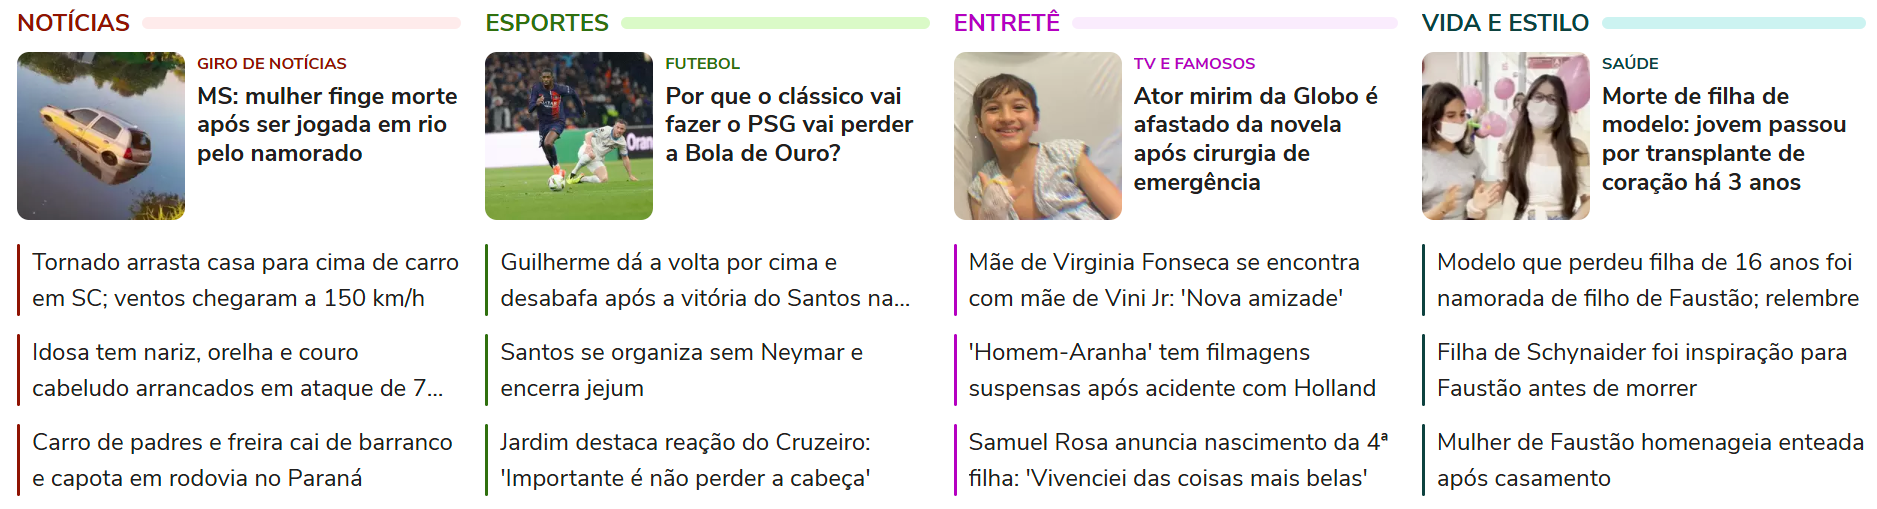 NOTÍCIAS
GIRO DE NOTÍCIAS
MS: mulher finge morte
após ser jogada em rio
pelo namorado
Tornado arrasta casa para cima de carro
em SC; ventos chegaram a 150 km/h
Idosa tem nariz, orelha e couro
cabeludo arrancados em ataque de 7...
Carro de padres e freira cai de barranco
e capota em rodovia no Paraná
ESPORTES
FUTEBOL
Por que o clássico vai
fazer o PSG vai perder
a Bola de Ouro?
Guilherme dá a volta por cima e
desabafa após a vitória do Santos na...
Santos se organiza sem Neymar e
encerra jejum
Jardim destaca reação do Cruzeiro:
'Importante é não perder a cabeça'
ENTRETÊ
TV E FAMOSOS
Ator mirim da Globo é
afastado da novela
após cirurgia de
emergência
Mãe de Virginia Fonseca se encontra
com mãe de Vini Jr: 'Nova amizade'
'Homem-Aranha' tem filmagens
suspensas após acidente com Holland
Samuel Rosa anuncia nascimento da 4ª
filha: 'Vivenciei das coisas mais belas'
VIDA E ESTILO
SAÚDE
Morte de filha de
modelo: jovem passou
por transplante de
coração há 3 anos
Modelo que perdeu filha de 16 anos foi
namorada de filho de Faustão; relembre
Filha de Schynaider foi inspiração para
Faustão antes de morrer
Mulher de Faustão homenageia enteada
após casamento